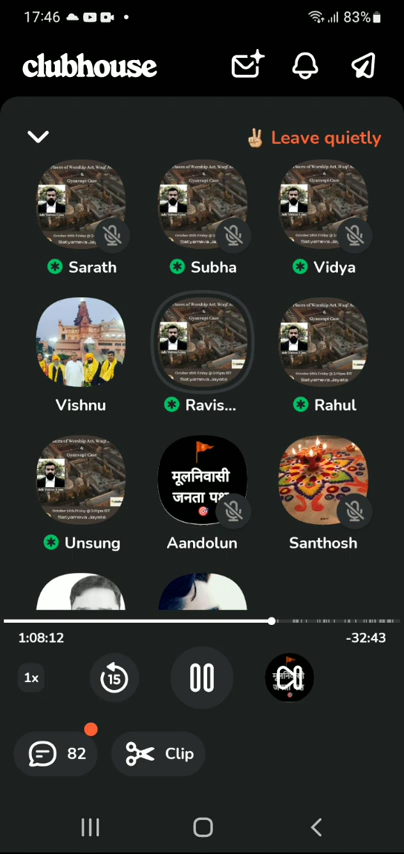 17:46
83%
clubhouse
Leave quietly
Sarath
Subha
Vidya
Vishnu
Ravis...
Rahul
Unsung
मूलनिवासी
जनता पक्ष
Aandolun
Santhosh
1:08:12
-32:43
1x
15
82
Clip